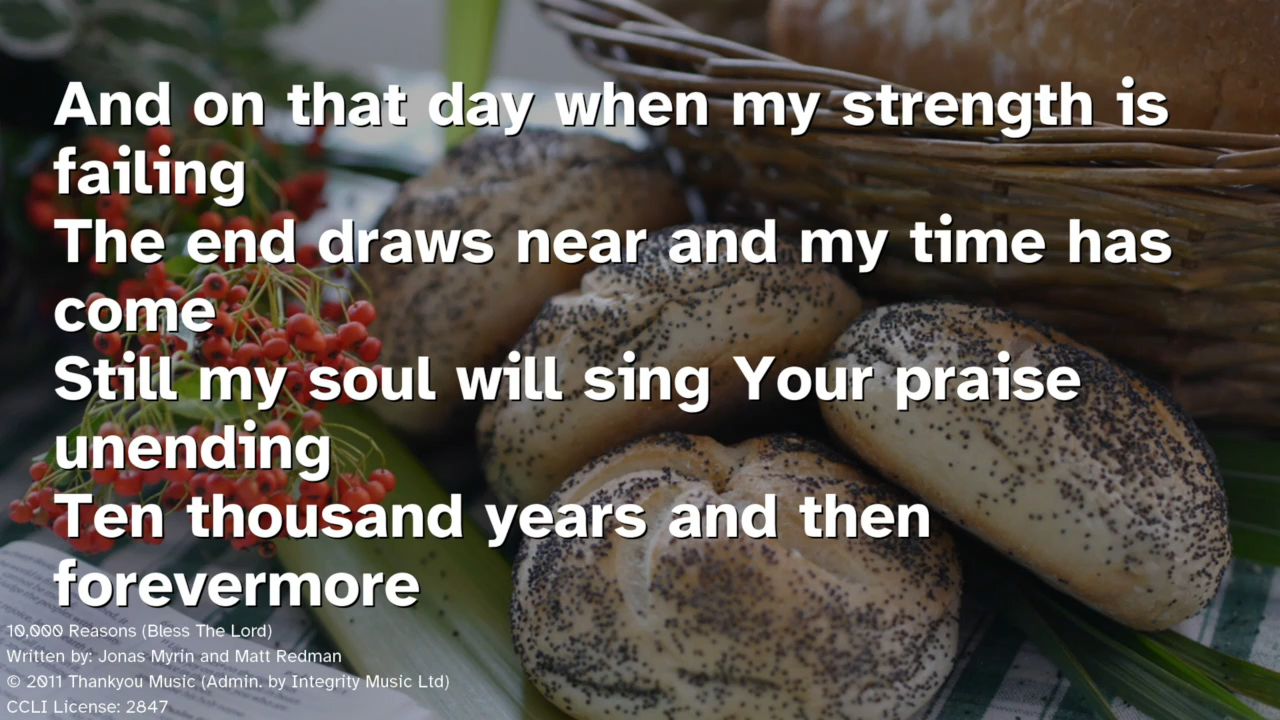 And on that day when my strength is
failing
The end draws near and my time has
come
Still my soul will sing Your praise
unending
Ten thousand years and then
forevermore
10,000 Reasons (Bless The Lord)
Written by: Jonas Myrin and Matt Redman
© 2011 Thankyou Music (Admin. by Integrity Music Ltd)
CCLI License: 2847